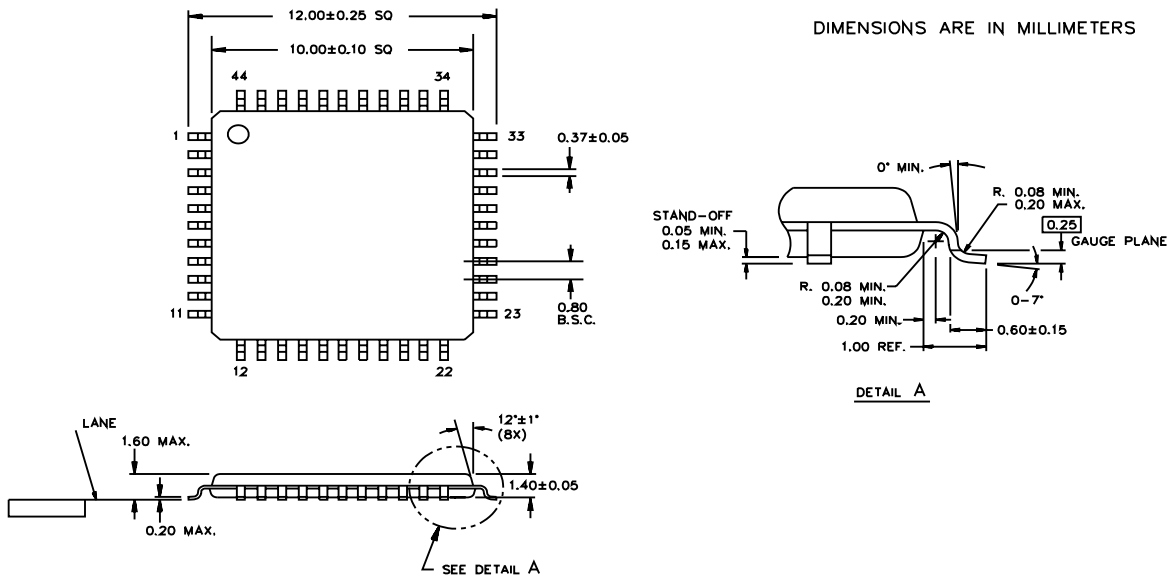 12.00±0.25 SQ
DIMENSIONS ARE IN MILLIMETERS
10.00±0.10 SQ
44
34
1
33
0.37±0.05
0.80
B.S.C.
11
23
12
22
0° MIN.
R. 0.08 MIN.
0.20 MAX.
STAND-OFF
0.05 MIN.
0.15 MAX.
0.25
GAUGE PLANE
R. 0.08 MIN.
0.20 MIN.
0-7°
0.20 MIN.
0.60±0.15
1.00 REF.
DETAIL A
LANE
1.60 MAX.
12°±1°
(8X)
1.40±0.05
0.20 MAX.
SEE DETAIL A